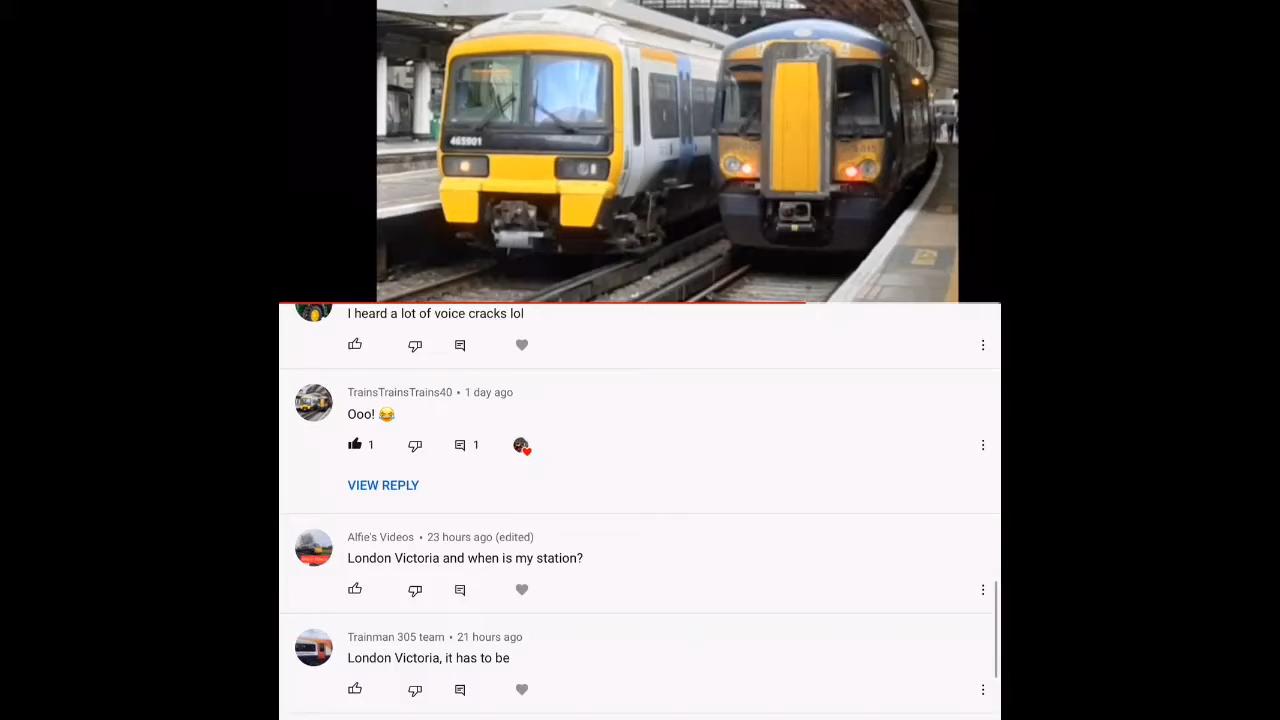 465901
I heard a lot of voice cracks lol
TrainsTrainsTrains40 • 1 day ago
Ooo! 😂
1
1
VIEW REPLY
Alfie's Videos • 23 hours ago (edited)
London Victoria and when is my station?
Trainman 305 team • 21 hours ago
London Victoria, it has to be